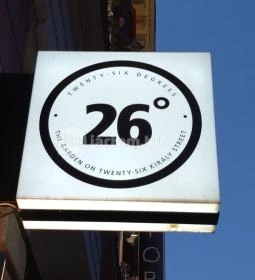 TWENTY-SIX DEGREES
26°
• THE GARDEN ON TWENTY-SIX KIRÁLY STREET •